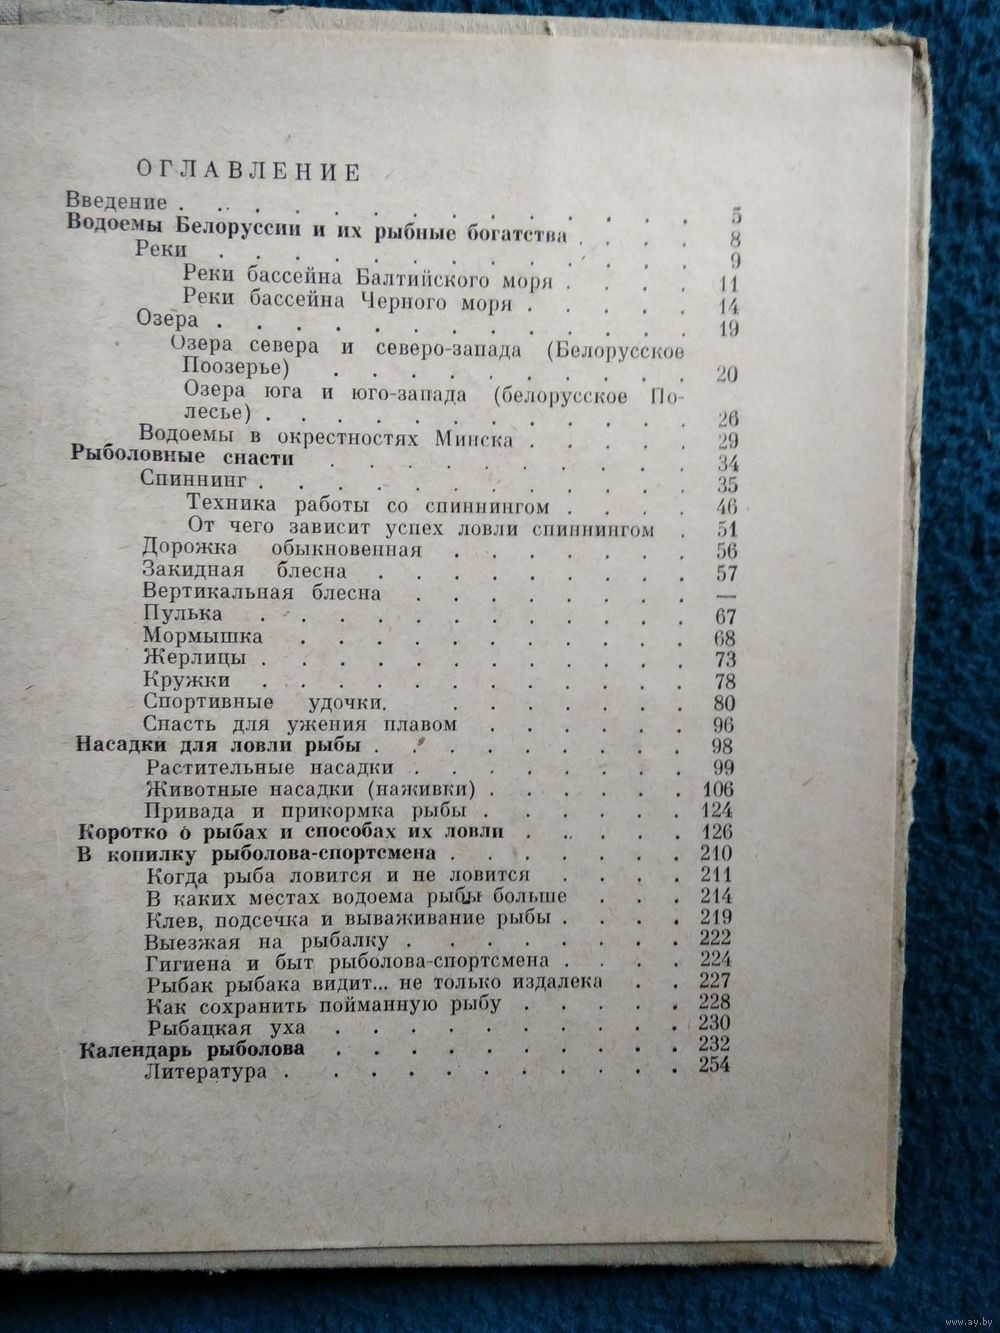 ОГЛАВЛЕНИЕ
Введение . . . . . . . . . . . . . 5
Водоемы Белоруссии и их рыбные богатства . . . . 8
Реки . . . . . . . . . . . . . 9
Реки бассейна Балтийского моря . . . . 11
Реки бассейна Черного моря . . . . . 14
Озера . . . . . . . . . . . . . 19
Озера севера и северо-запада (Белорусское
Поозерье) . . . . . . . . . . 20
Озера юга и юго-запада (белорусское По-
лесье) . . . . . . . . . . . . 26
Водоемы в окрестностях Минска . . . . . 29
Рыболовные снасти . . . . . . . . . . 34
Спиннинг . . . . . . . . . . . . 35
Техника работы со спиннингом . . . . 46
От чего зависит успех ловли спиннингом . 51
Дорожка обыкновенная . . . . . . . 56
Закидная блесна . . . . . . . . . 57
Вертикальная блесна . . . . . . . . —
Пулька . . . . . . . . . . . . 67
Мормышка . . . . . . . . . . . 68
Жерлицы . . . . . . . . . . . . 73
Кружки . . . . . . . . . . . . 78
Спортивные удочки. . . . . . . . 80
Снасть для ужения плавом . . . . . . 96
Насадки для ловли рыбы . . . . . . . . . 98
Растительные насадки . . . . . . . . 99
Животные насадки (наживки) . . . . . . 106
Привада и прикормка рыбы . . . . . . 124
Коротко о рыбах и способах их ловли . . . . . 126
В копилку рыболова-спортсмена . . . . . . . 210
Когда рыба ловится и не ловится . . . . 211
В каких местах водоема рыбы больше . . . 214
Клев, подсечка и вываживание рыбы . . . . 219
Выезжая на рыбалку . . . . . . . . 222
Гигиена и быт рыболова-спортсмена . . . . 224
Рыбак рыбака видит... не только издалека . . 227
Как сохранить пойманную рыбу . . . . . 228
Рыбацкая уха . . . . . . . . . . 230
Календарь рыболова . . . . . . . . . . 232
Литература . . . . . . . . . . . 254
www.ay.by